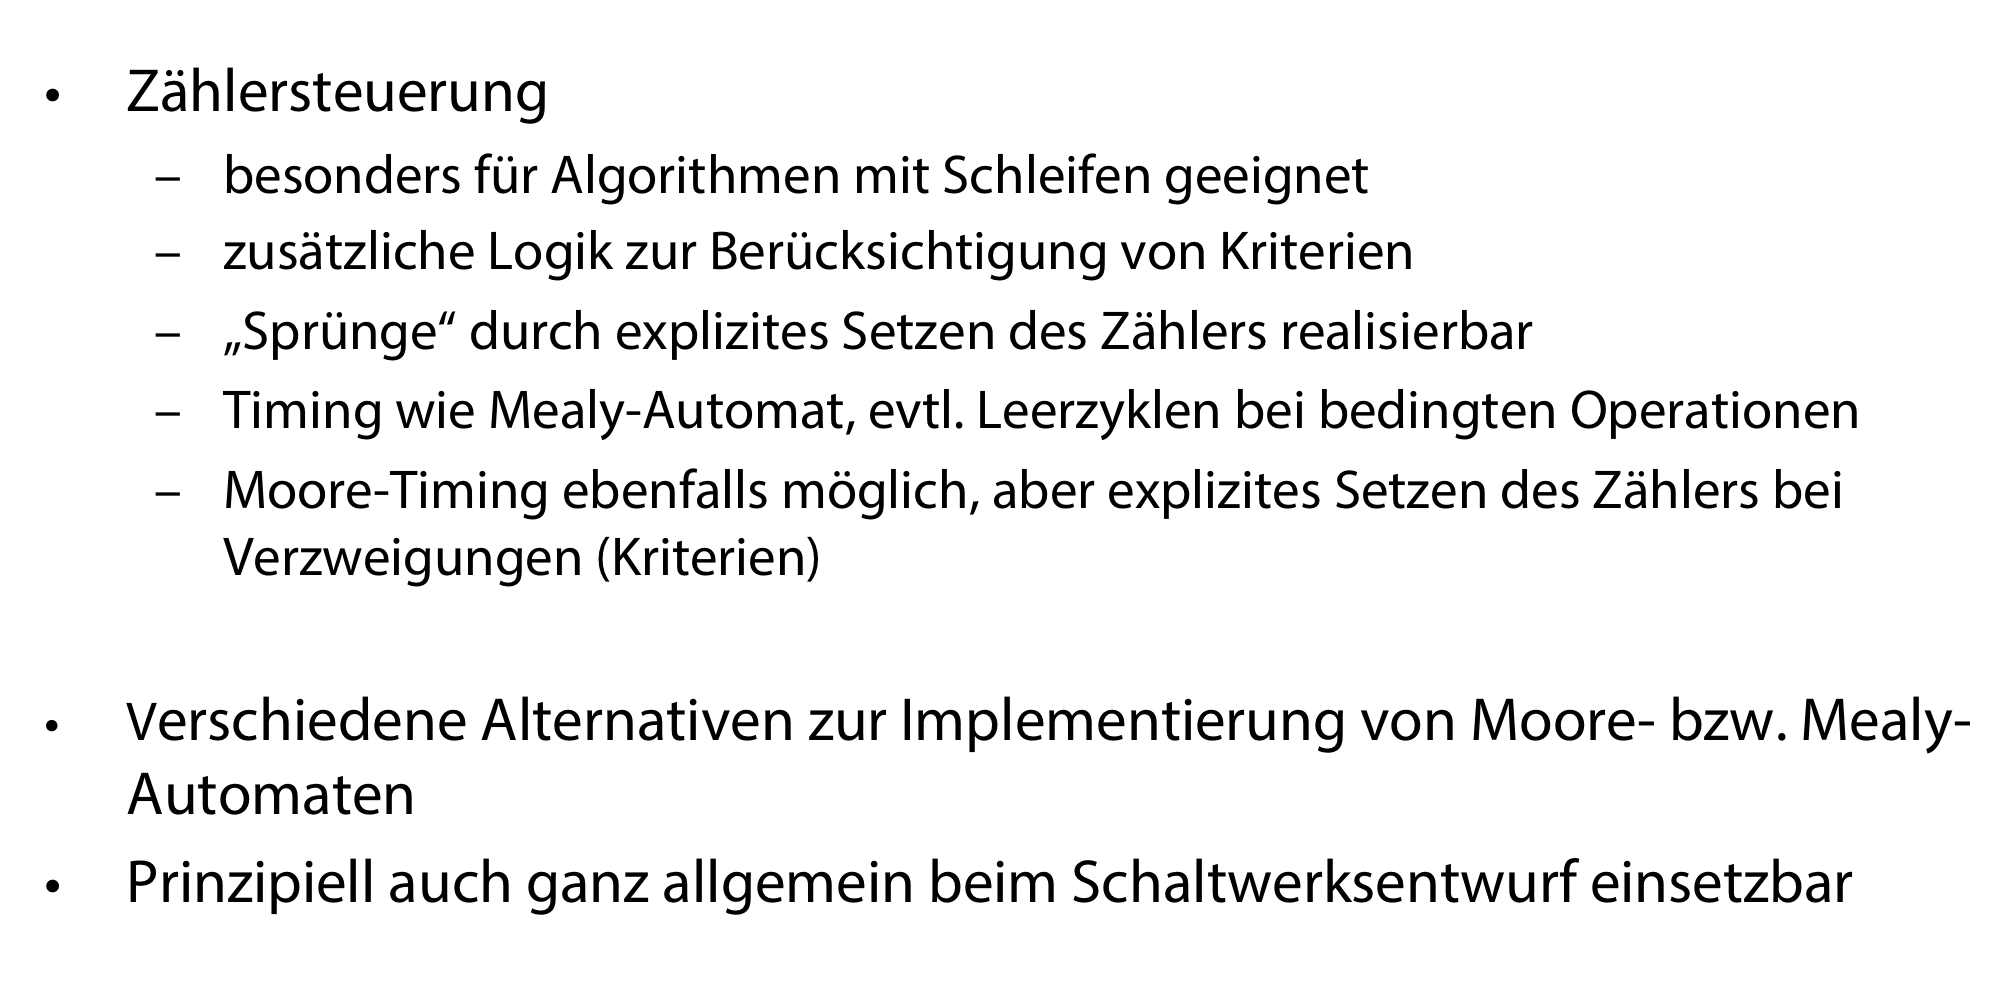 • Zählersteuerung
– besonders für Algorithmen mit Schleifen geeignet
– zusätzliche Logik zur Berücksichtigung von Kriterien
– „Sprünge“ durch explizites Setzen des Zählers realisierbar
– Timing wie Mealy-Automat, evtl. Leerzyklen bei bedingten Operationen
– Moore-Timing ebenfalls möglich, aber explizites Setzen des Zählers bei
Verzweigungen (Kriterien)
• Verschiedene Alternativen zur Implementierung von Moore- bzw. Mealy-
Automaten
• Prinzipiell auch ganz allgemein beim Schaltwerksentwurf einsetzbar